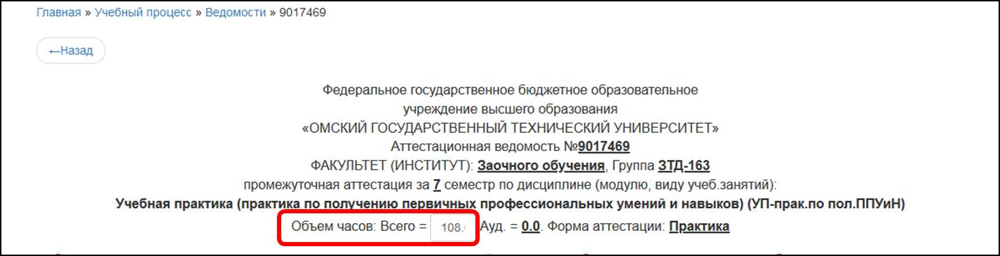 Главная » Учебный процесс » Ведомости » 9017469
←Назад
Федеральное государственное бюджетное образовательное
учреждение высшего образования
«ОМСКИЙ ГОСУДАРСТВЕННЫЙ ТЕХНИЧЕСКИЙ УНИВЕРСИТЕТ»
Аттестационная ведомость №9017469
ФАКУЛЬТЕТ (ИНСТИТУТ): Заочного обучения, Группа ЗТД-163
промежуточная аттестация за 7 семестр по дисциплине (модулю, виду учеб.занятий):
Учебная практика (практика по получению первичных профессиональных умений и навыков) (УП-прак.по пол.ППУиН)
Объем часов: Всего = 108. Ауд. = 0.0. Форма аттестации: Практика